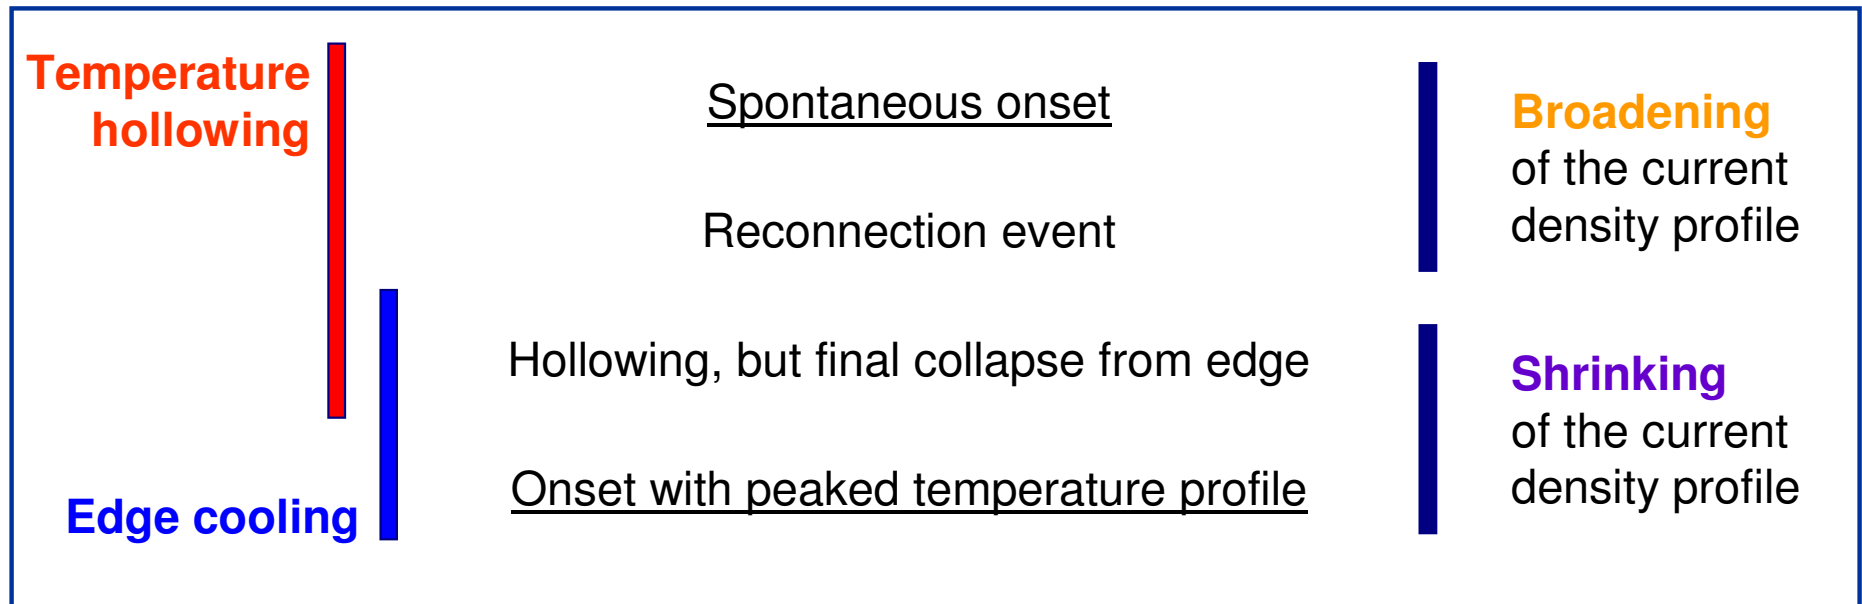 Temperature
hollowing
Spontaneous onset
Reconnection event
Hollowing, but final collapse from edge
Onset with peaked temperature profile
Edge cooling
Broadening
of the current
density profile
Shrinking
of the current
density profile